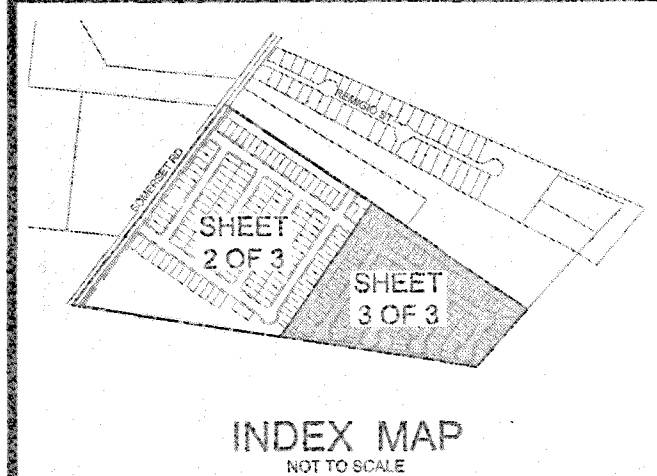 REMIGIO ST
SOMERSET RD
SHEET
2 OF 3
SHEET
3 OF 3
INDEX MAP
NOT TO SCALE